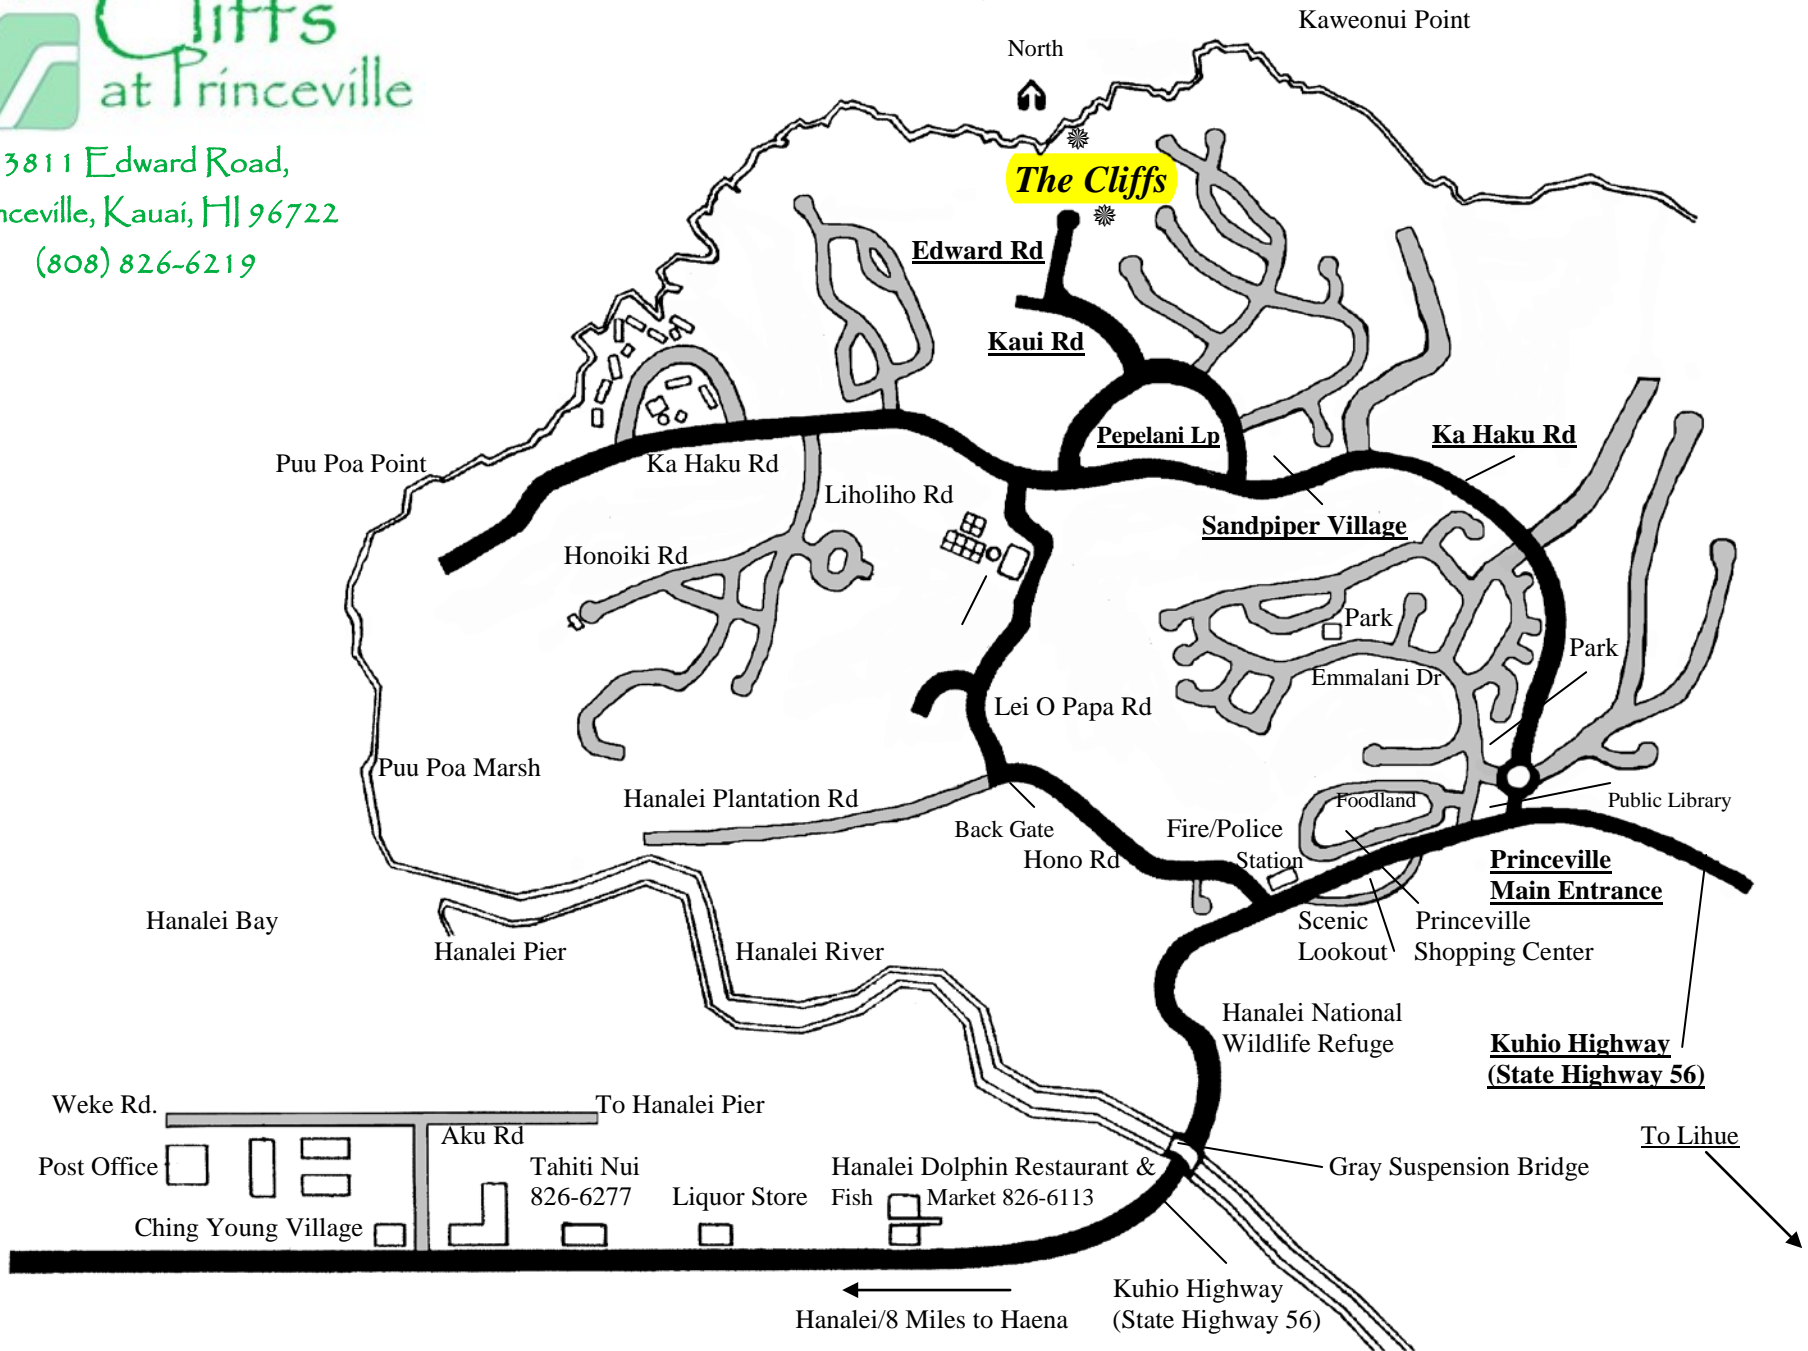 Cliffs
at Princeville
3811 Edward Road,
nceville, Kauai, HI 96722
(808) 826-6219
Kaweonui Point
North
The Cliffs
Edward Rd
Kaui Rd
Pepelani Lp
Ka Haku Rd
Puu Poa Point
Ka Haku Rd
Liholiho Rd
Sandpiper Village
Honoiki Rd
Park
Park
Emmalani Dr
Lei O Papa Rd
Puu Poa Marsh
Hanalei Plantation Rd
Foodland
Public Library
Back Gate
Fire/Police
Station
Hono Rd
Princeville
Main Entrance
Hanalei Bay
Hanalei Pier
Hanalei River
Scenic
Lookout
Princeville
Shopping Center
Hanalei National
Wildlife Refuge
Kuhio Highway
(State Highway 56)
Weke Rd.
To Hanalei Pier
Aku Rd
To Lihue
Post Office
Tahiti Nui
826-6277
Liquor Store
Hanalei Dolphin Restaurant &
Fish Market 826-6113
Gray Suspension Bridge
Ching Young Village
Kuhio Highway
(State Highway 56)
Hanalei/8 Miles to Haena